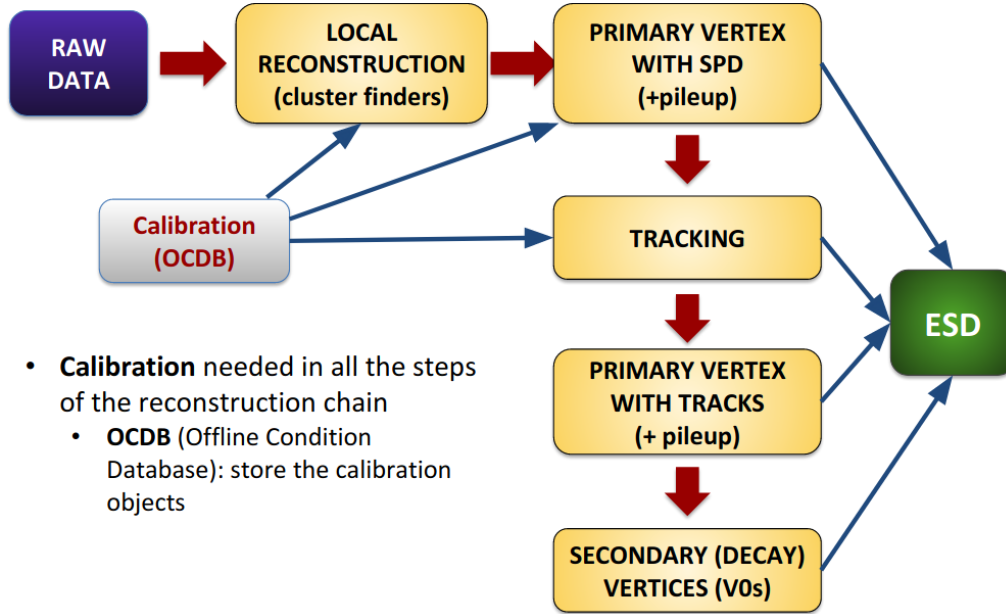 RAW
DATA
LOCAL
RECONSTRUCTION
(cluster finders)
PRIMARY VERTEX
WITH SPD
(+pileup)
Calibration
(OCDB)
TRACKING
ESD
PRIMARY VERTEX
WITH TRACKS
(+ pileup)
SECONDARY (DECAY)
VERTICES (V0s)
• Calibration needed in all the steps
of the reconstruction chain
• OCDB (Offline Condition
Database): store the calibration
objects